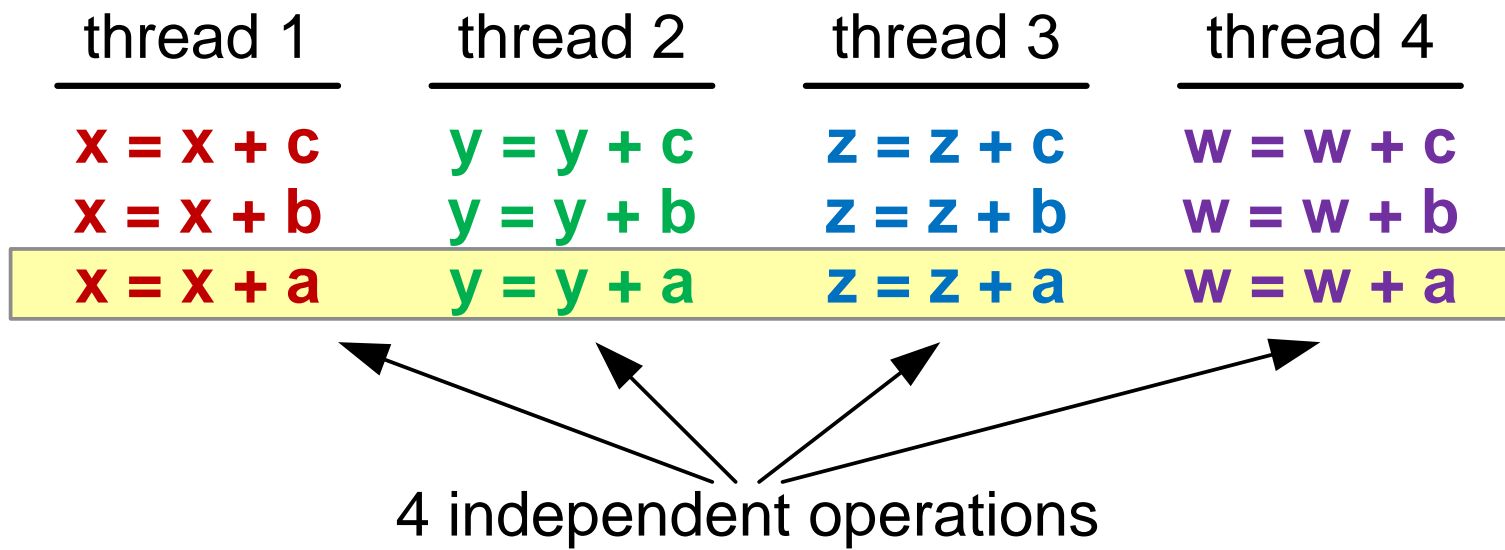 thread 1 thread 2 thread 3 thread 4
x = x + c y = y + c z = z + c w = w + c
x = x + b y = y + b z = z + b w = w + b
x = x + a y = y + a z = z + a w = w + a
4 independent operations